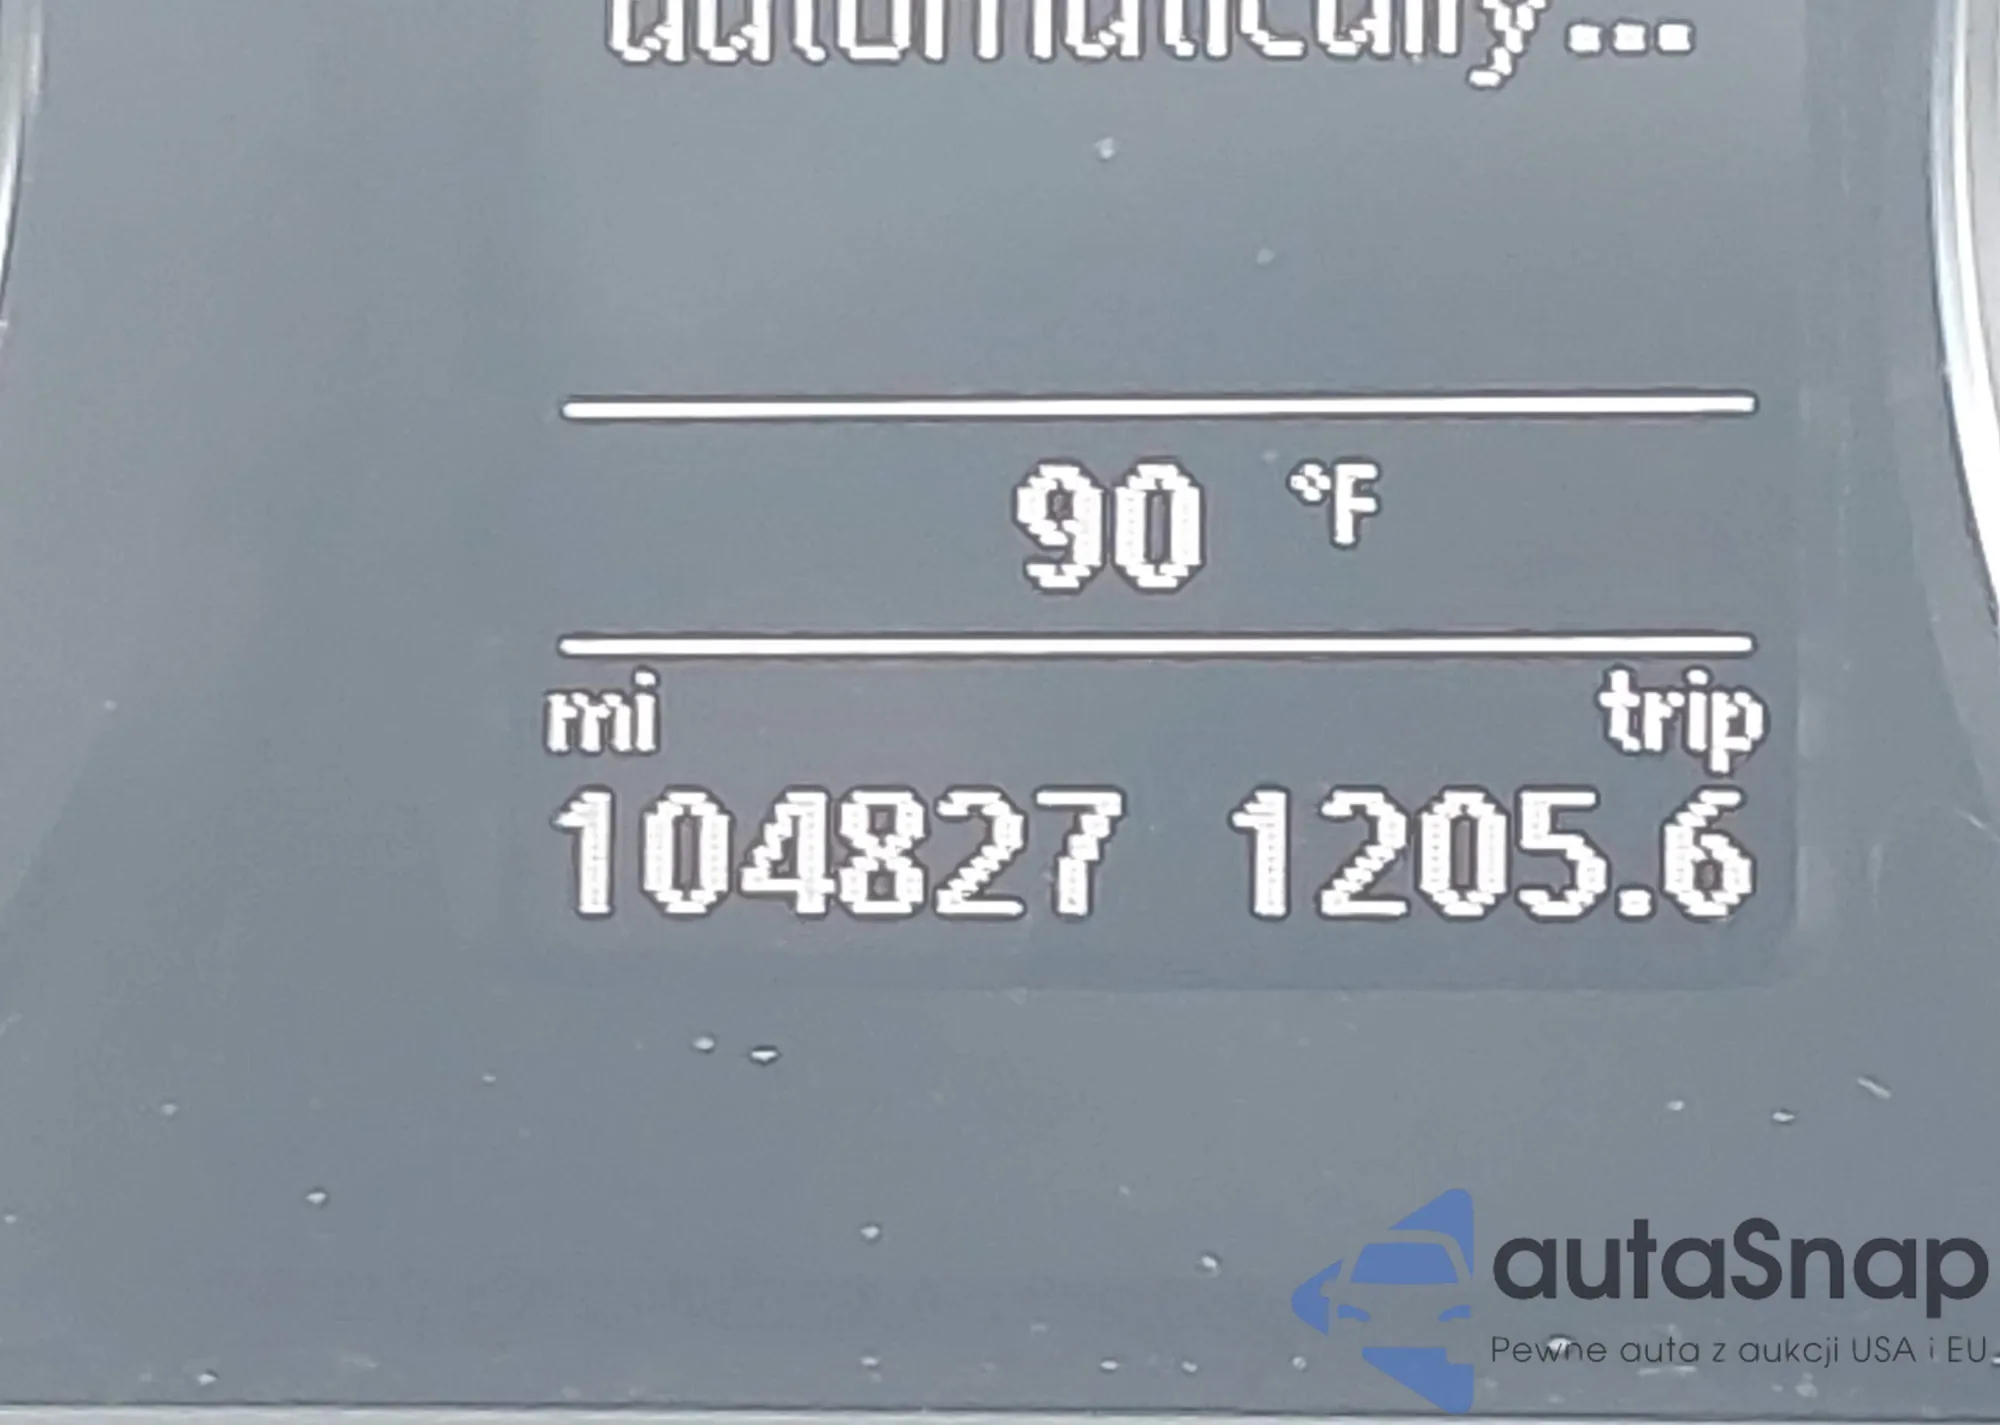 automatically...
90 °F
mi trip
104827 1205.6
autaSnap
Pewne auta z aukcji USA i EU